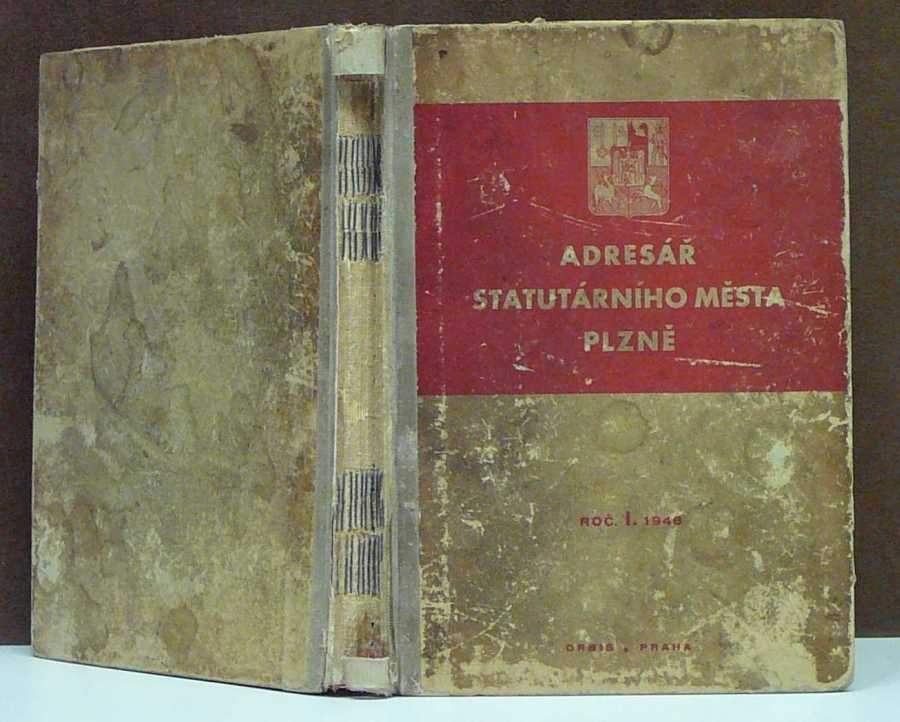 ADRESÁŘ
STATUTÁRNÍHO MĚSTA
PLZNĚ
ROČ. I. 1946
ORBIS • PRAHA